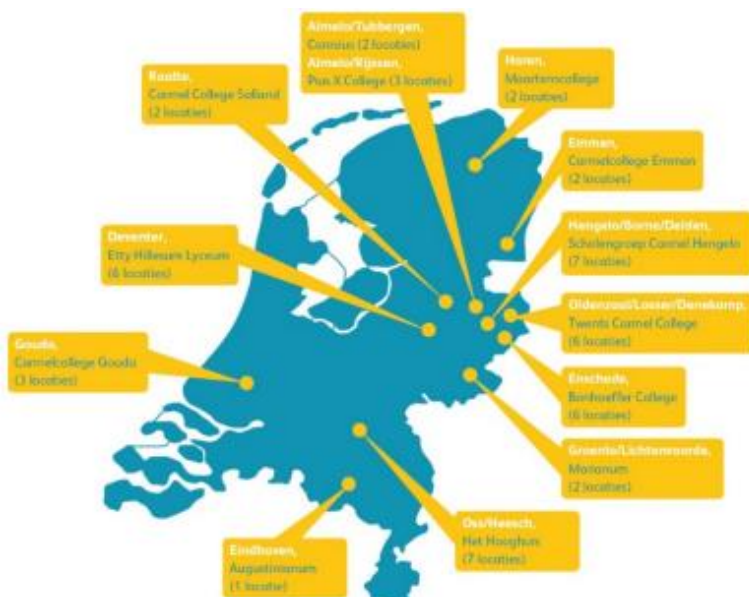 Almelo/Tubbergen,
Canisius (2 locaties)
Almelo/Rijssen,
Pius X College (3 locaties)
Haren,
Maartenscollege
(2 locaties)
Raalte,
Carmel College Salland
(2 locaties)
Emmen,
Carmelcollege Emmen
(2 locaties)
Hengelo/Borne/Delden,
Scholengroep Carmel Hengelo
(7 locaties)
Deventer,
Etty Hillesum Lyceum
(6 locaties)
Oldenzaal/Losser/Denekamp,
Twents Carmel College
(6 locaties)
Gouda,
Carmelcollege Gouda
(3 locaties)
Enschede,
Bonhoeffer College
(6 locaties)
Groenlo/Lichtenvoorde,
Marianum
(2 locaties)
Oss/Heesch,
Het Hooghuis
(7 locaties)
Eindhoven,
Augustinianum
(1 locatie)